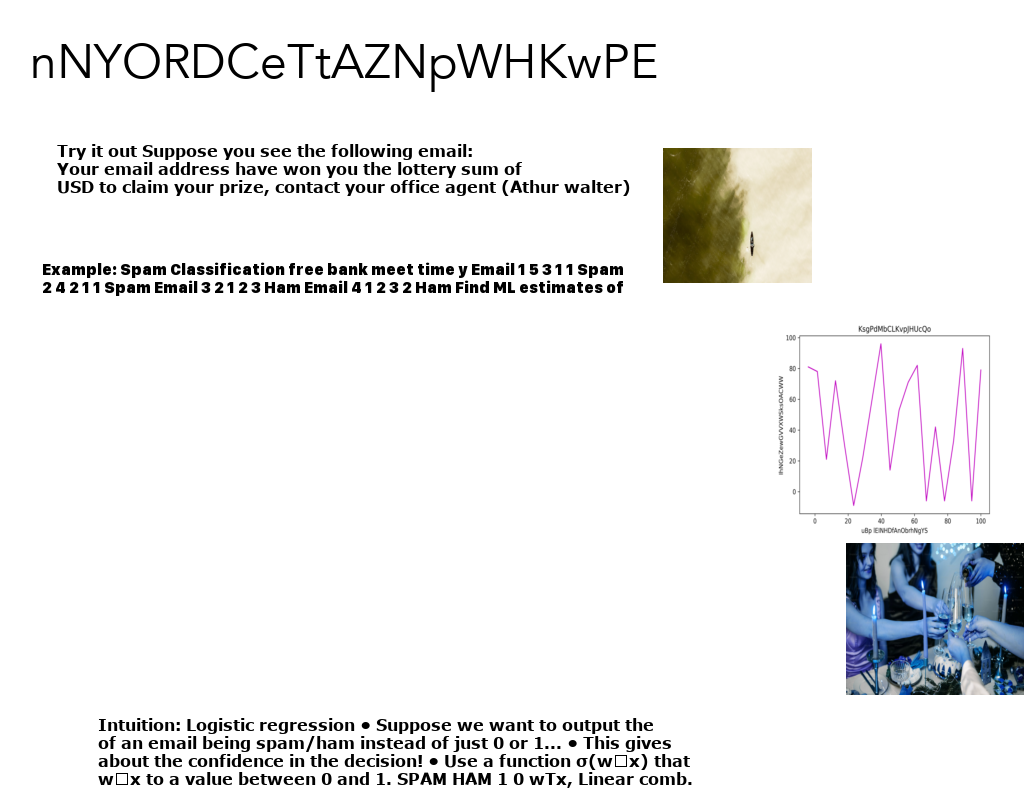 nNYORDCeTtAZNpWHKwPE
Try it out Suppose you see the following email:
Your email address have won you the lottery sum of
USD to claim your prize, contact your office agent (Athur walter)
Example: Spam Classification free bank meet time y Email 1 5 3 1 1 Spam
2 4 2 1 1 Spam Email 3 2 1 2 3 Ham Email 4 1 2 3 2 Ham Find ML estimates of
KsgPdMbCLKvpJHUcQo
100
80
60
40
20
0
0 20 40 60 80 100
Intuition: Logistic regression ● Suppose we want to output the
of an email being spam/ham instead of just 0 or 1... ● This gives
about the confidence in the decision! ● Use a function σ(w□x) that
w□x to a value between 0 and 1. SPAM HAM 1 0 wTx, Linear comb.